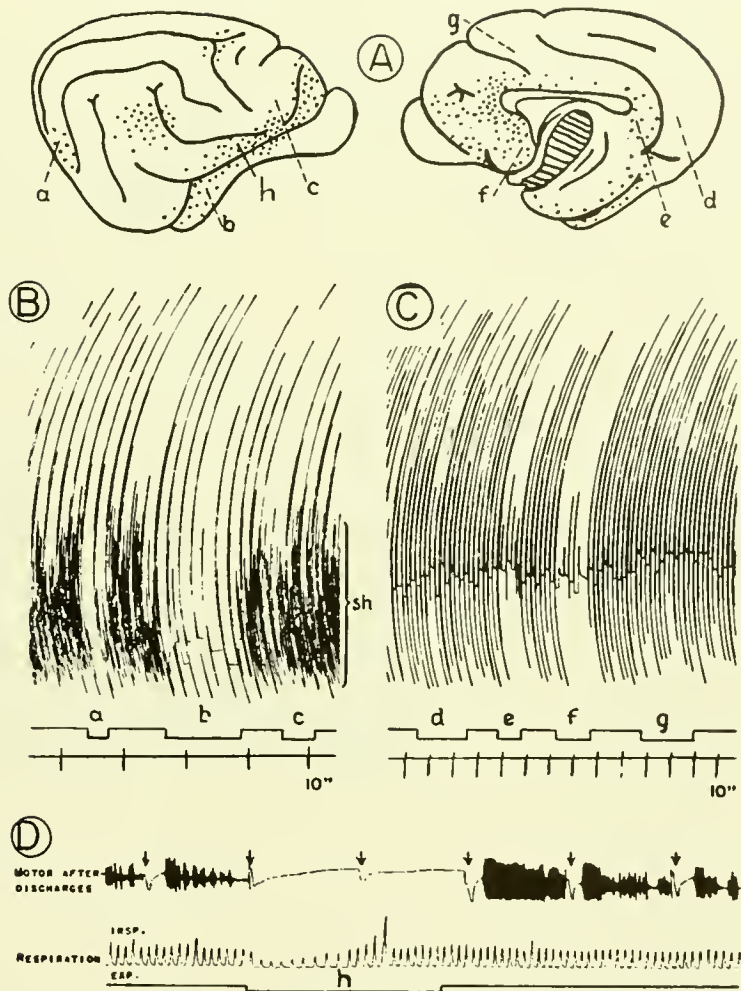 A
g
a
b
h
c
f
e
d
B
C
sh
a b c
d e f g
10"
10"
D
MOTOR AFTER
DISCHARGES
INSP.
RESPIRATION
EXP.
h